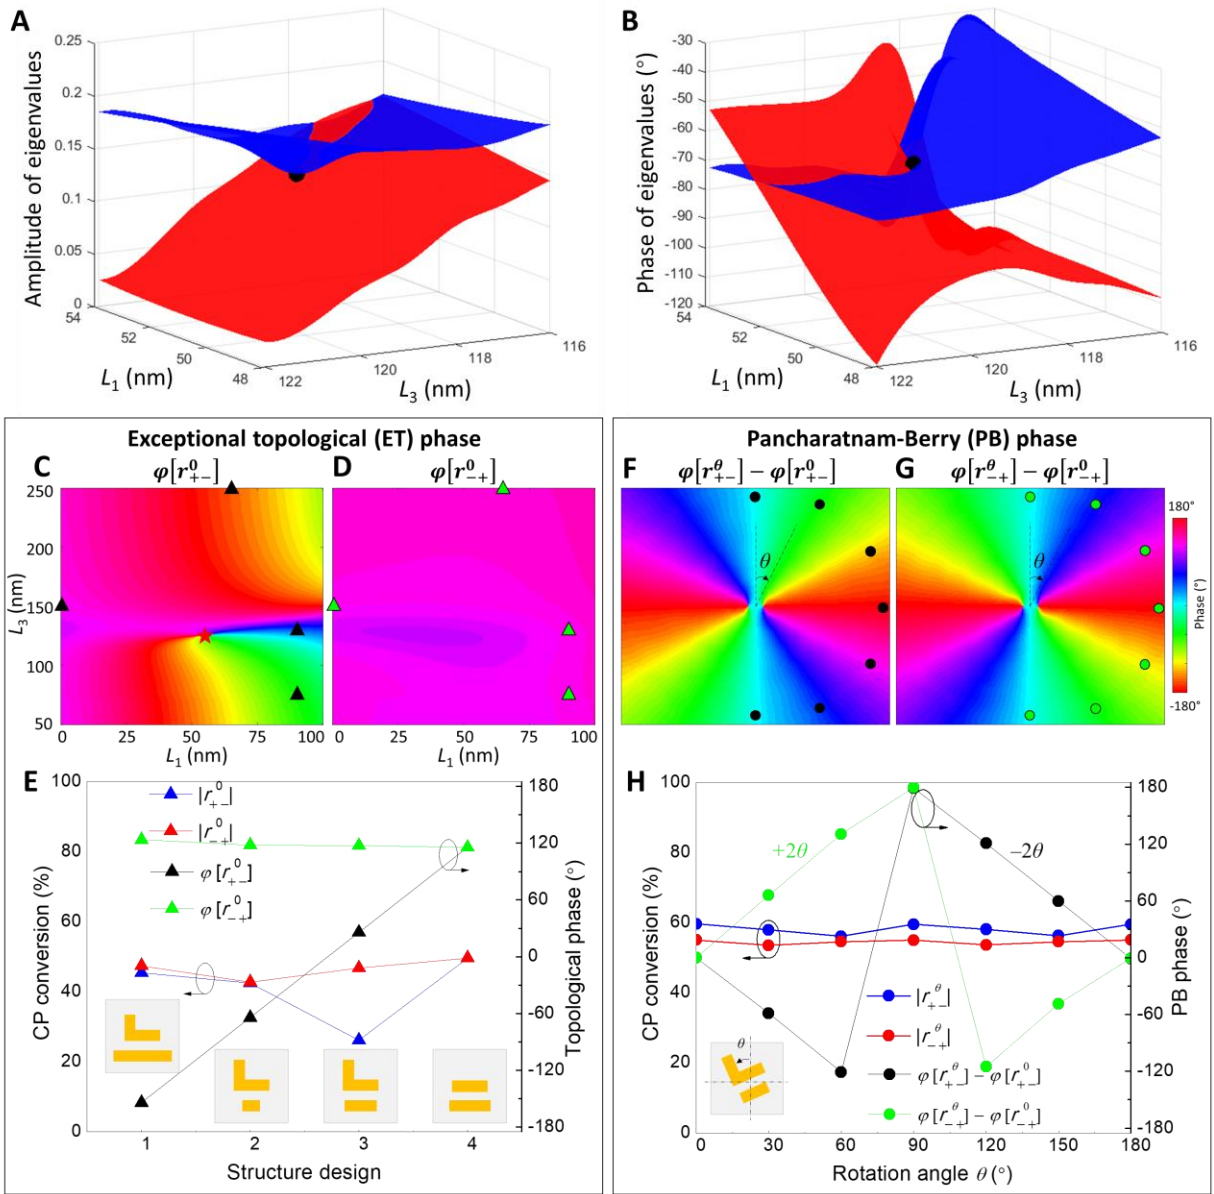 A
0.25
0.2
0.15
0.1
0.05
0
Amplitude of eigenvalues
54
52
50
48
L₁ (nm)
122
120
118
116
L₃ (nm)
B
-30
-40
-50
-60
-70
-80
-90
-100
-110
-120
Phase of eigenvalues (°)
54
52
50
48
L₁ (nm)
122
120
118
116
L₃ (nm)
Exceptional topological (ET) phase
C
φ[r⁰₊₋]
D
φ[r⁰₋₊]
250
200
150
100
50
L₃ (nm)
0 25 50 75 100
L₁ (nm)
0 25 50 75 100
L₁ (nm)
E
100
80
60
40
20
0
CP conversion (%)
|r⁰₊₋|
|r⁰₋₊|
φ[r⁰₊₋]
φ[r⁰₋₊]
180
120
60
0
-60
-120
-180
Topological phase (°)
1 2 3 4
Structure design
Pancharatnam-Berry (PB) phase
F
φ[r^θ₊₋] − φ[r⁰₊₋]
G
φ[r^θ₋₊] − φ[r⁰₋₊]
θ
θ
180°
Phase (°)
-180°
H
100
80
60
40
20
0
CP conversion (%)
+2θ
−2θ
|r^θ₊₋|
|r^θ₋₊|
φ[r^θ₊₋] − φ[r⁰₊₋]
φ[r^θ₋₊] − φ[r⁰₋₊]
θ
180
120
60
0
-60
-120
-180
PB phase (°)
0 30 60 90 120 150 180
Rotation angle θ (°)